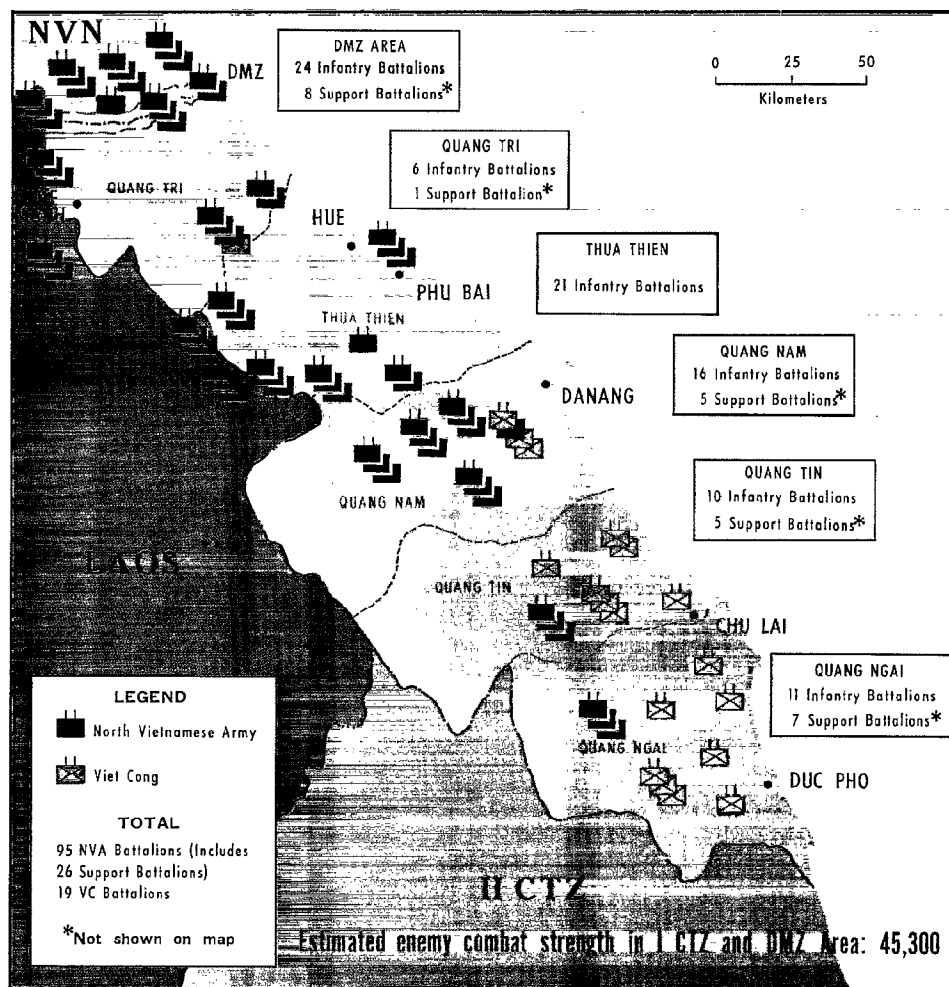 NVN
DMZ
DMZ AREA
24 Infantry Battalions
8 Support Battalions*
0 25 50
Kilometers
QUANG TRI
6 Infantry Battalions
1 Support Battalion*
QUANG TRI
HUE
PHU BAI
THUA THIEN
21 Infantry Battalions
THUA THIEN
QUANG NAM
16 Infantry Battalions
5 Support Battalions*
DANANG
QUANG NAM
QUANG TIN
10 Infantry Battalions
5 Support Battalions*
LAOS
QUANG TIN
CHU LAI
QUANG NGAI
11 Infantry Battalions
7 Support Battalions*
QUANG NGAI
DUC PHO
LEGEND
North Vietnamese Army
Viet Cong
TOTAL
95 NVA Battalions (Includes
26 Support Battalions)
19 VC Battalions
*Not shown on map
II CTZ
Estimated enemy combat strength in I CTZ and DMZ Area: 45,300